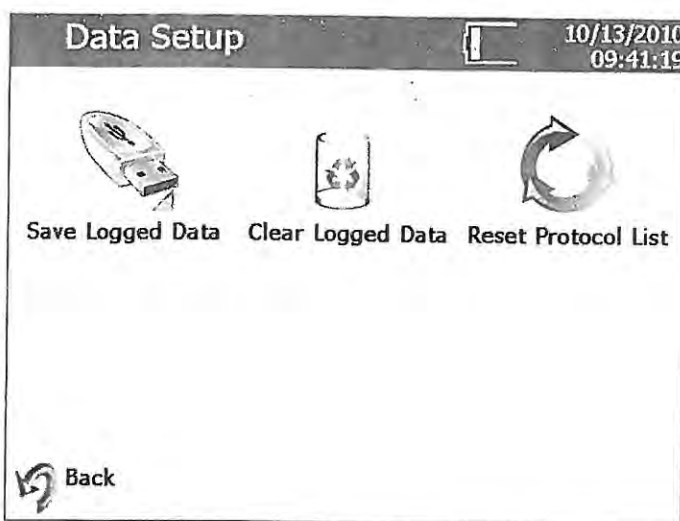 Data Setup
10/13/2010
09:41:19
Save Logged Data Clear Logged Data Reset Protocol List
Back